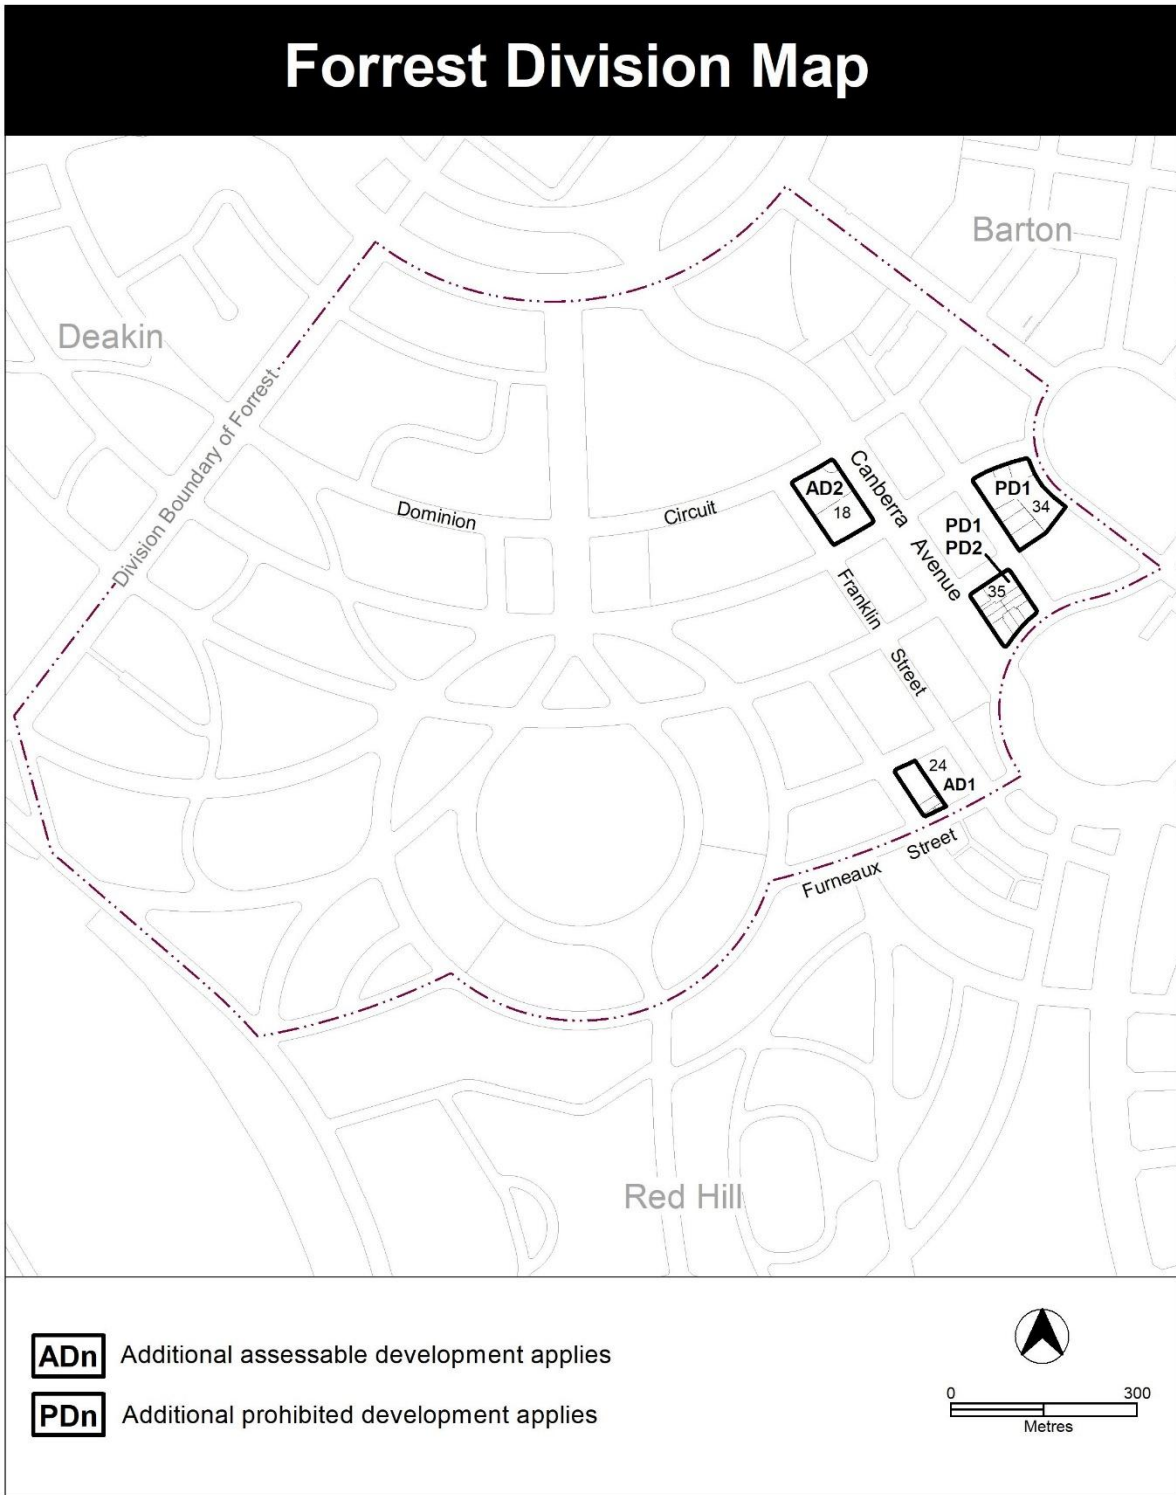 Forrest Division Map
Barton
Deakin
Division Boundary of Forrest
Dominion
Circuit
Canberra
Avenue
AD2
18
PD1
34
PD1
PD2
35
Franklin
Street
24
AD1
Furneaux
Street
Red Hill
ADn Additional assessable development applies
PDn Additional prohibited development applies
0 300
Metres